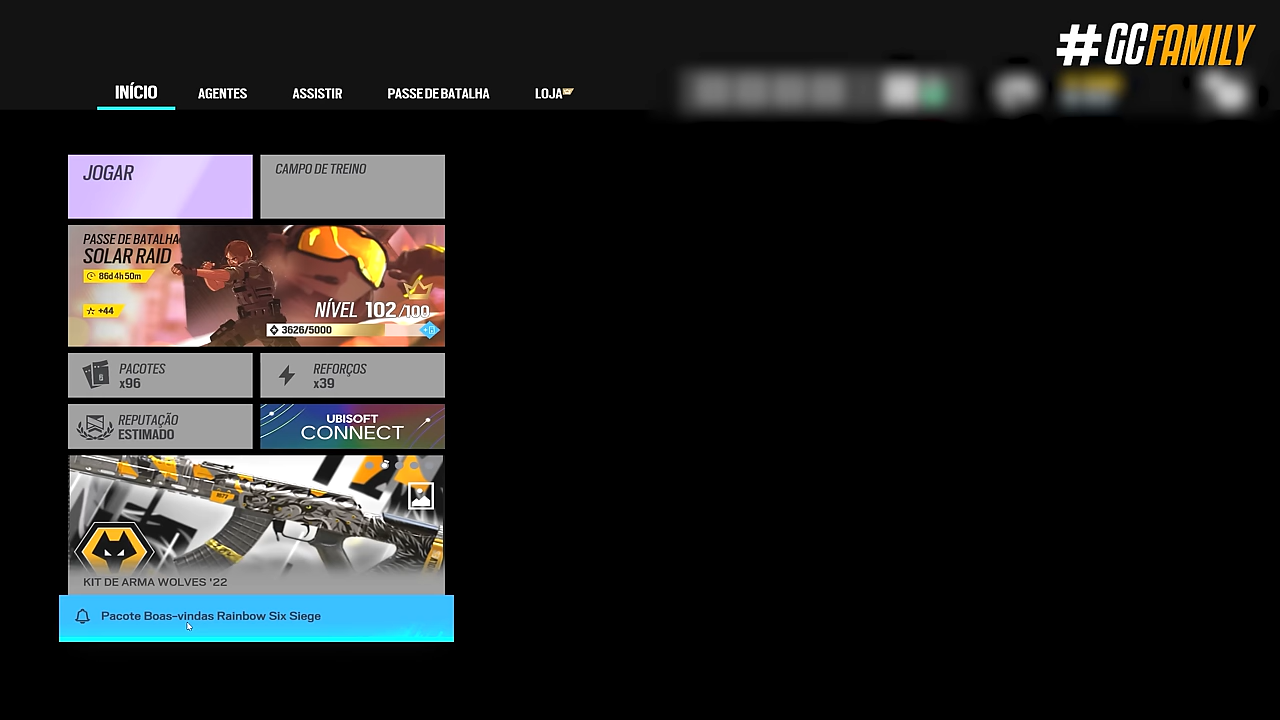 #GCFAMILY
INÍCIO
AGENTES
ASSISTIR
PASSE DE BATALHA
LOJA
JOGAR
CAMPO DE TREINO
PASSE DE BATALHA
SOLAR RAID
86d 4h 50m
+44
NÍVEL 102/100
3626/5000
PACOTES
x96
REFORÇOS
x39
REPUTAÇÃO
ESTIMADO
UBISOFT
CONNECT
KIT DE ARMA WOLVES '22
Pacote Boas-vindas Rainbow Six Siege